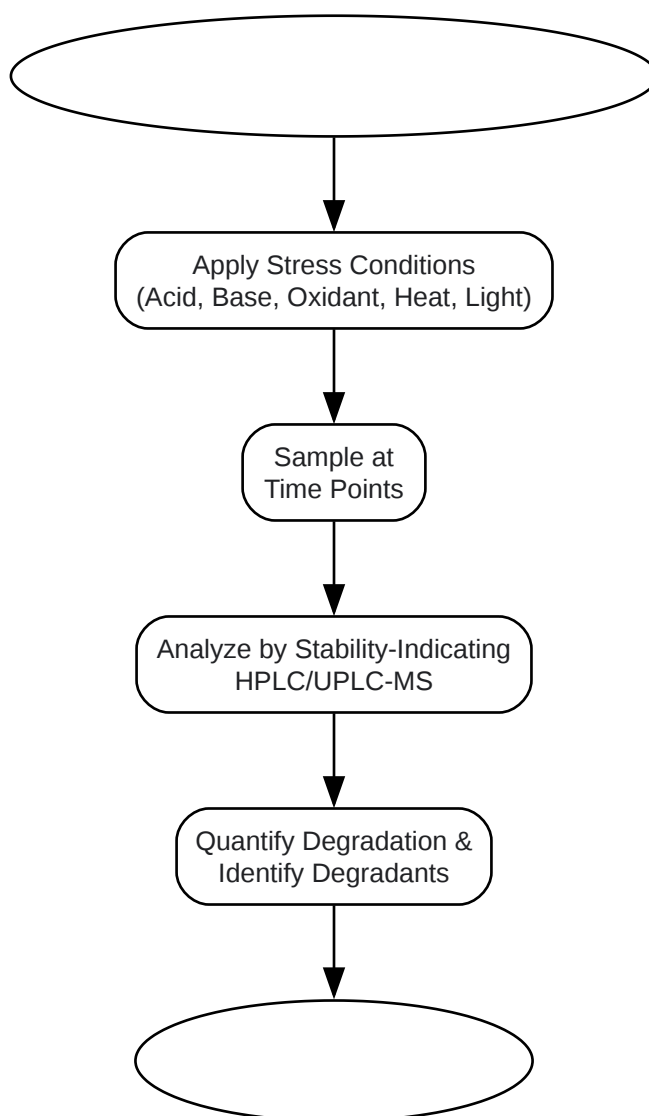 Apply Stress Conditions
(Acid, Base, Oxidant, Heat, Light)
Sample at
Time Points
Analyze by Stability-Indicating
HPLC/UPLC-MS
Quantify Degradation &
Identify Degradants